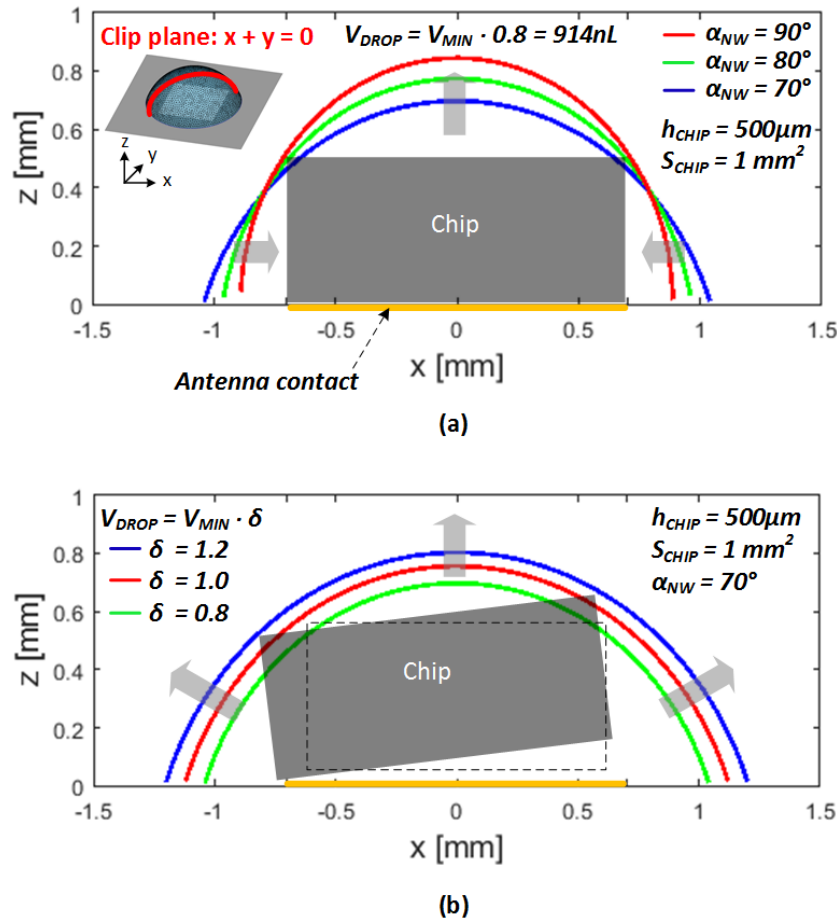 Clip plane: x + y = 0
V_DROP = V_MIN · 0.8 = 914nL
α_NW = 90°
α_NW = 80°
α_NW = 70°
h_CHIP = 500µm
S_CHIP = 1 mm²
z
y
x
1
0.8
0.6
0.4
0.2
0
z [mm]
Chip
-1.5
-1
-0.5
0
0.5
1
1.5
x [mm]
Antenna contact
(a)
V_DROP = V_MIN · δ
δ = 1.2
δ = 1.0
δ = 0.8
h_CHIP = 500µm
S_CHIP = 1 mm²
α_NW = 70°
1
0.8
0.6
0.4
0.2
0
z [mm]
Chip
-1.5
-1
-0.5
0
0.5
1
1.5
x [mm]
(b)